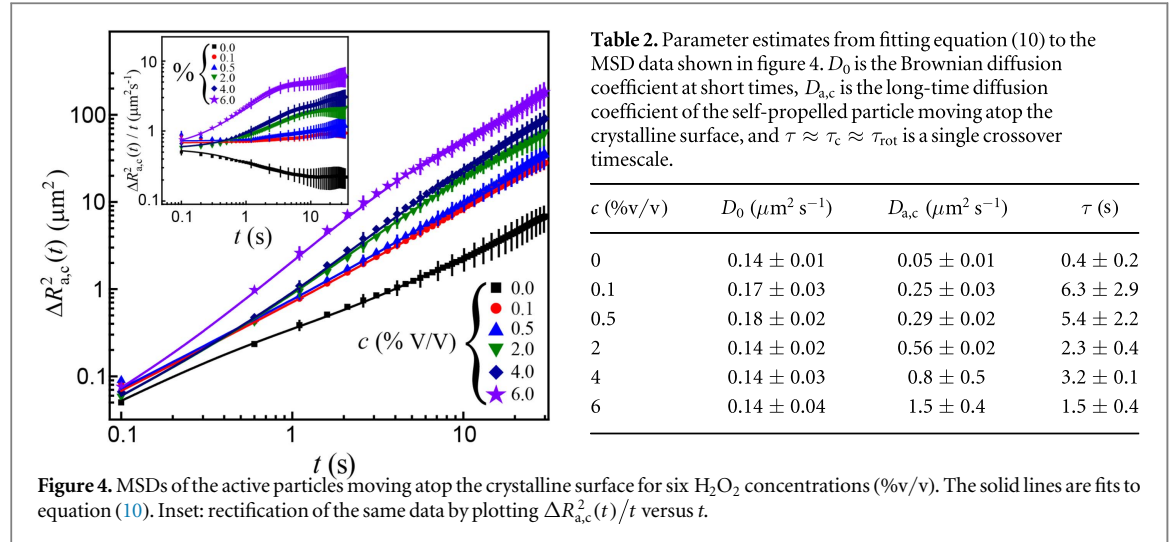 100
10
1
0.1
0.1
1
10
t (s)
ΔR²a,c(t) (μm²)
10
1
0.1
0.1
1
10
t (s)
ΔR²a,c(t) / t (μm²s⁻¹)
%
0.0
0.1
0.5
2.0
4.0
6.0
c (% V/V)
0.0
0.1
0.5
2.0
4.0
6.0
Table 2. Parameter estimates from fitting equation (10) to the
MSD data shown in figure 4. D₀ is the Brownian diffusion
coefficient at short times, Da,c is the long-time diffusion
coefficient of the self-propelled particle moving atop the
crystalline surface, and τ ≈ τc ≈ τrot is a single crossover
timescale.
c (%v/v) D₀ (μm² s⁻¹) Da,c (μm² s⁻¹) τ (s)
0 0.14 ± 0.01 0.05 ± 0.01 0.4 ± 0.2
0.1 0.17 ± 0.03 0.25 ± 0.03 6.3 ± 2.9
0.5 0.18 ± 0.02 0.29 ± 0.02 5.4 ± 2.2
2 0.14 ± 0.02 0.56 ± 0.02 2.3 ± 0.4
4 0.14 ± 0.03 0.8 ± 0.5 3.2 ± 0.1
6 0.14 ± 0.04 1.5 ± 0.4 1.5 ± 0.4
Figure 4. MSDs of the active particles moving atop the crystalline surface for six H₂O₂ concentrations (%v/v). The solid lines are fits to
equation (10). Inset: rectification of the same data by plotting ΔR²a,c(t)/t versus t.